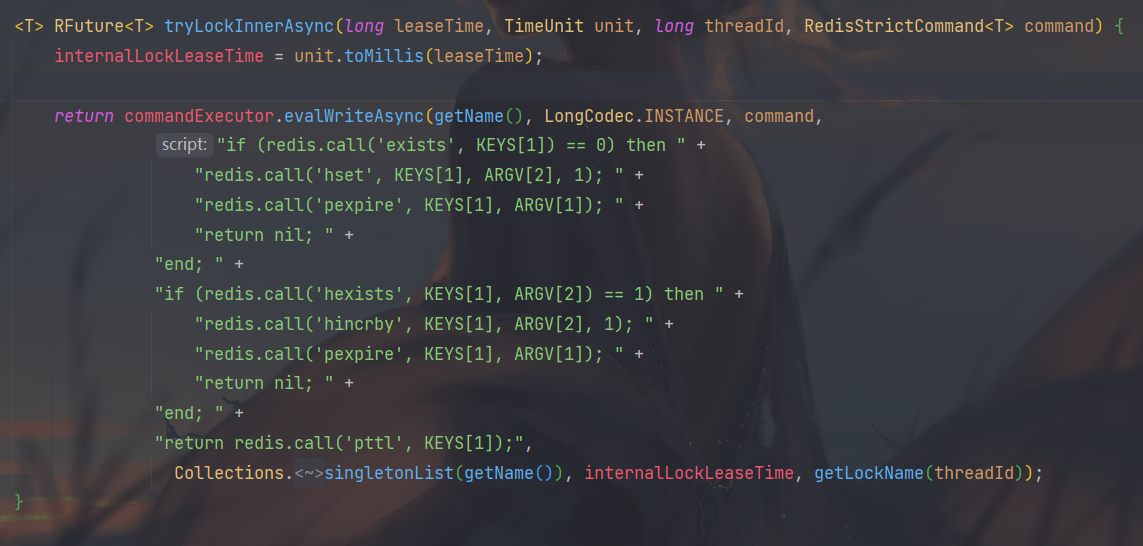 <T> RFuture<T> tryLockInnerAsync(long leaseTime, TimeUnit unit, long threadId, RedisStrictCommand<T> command) {
    internalLockLeaseTime = unit.toMillis(leaseTime);

    return commandExecutor.evalWriteAsync(getName(), LongCodec.INSTANCE, command,
            script: "if (redis.call('exists', KEYS[1]) == 0) then " +
                "redis.call('hset', KEYS[1], ARGV[2], 1); " +
                "redis.call('pexpire', KEYS[1], ARGV[1]); " +
                "return nil; " +
            "end; " +
            "if (redis.call('hexists', KEYS[1], ARGV[2]) == 1) then " +
                "redis.call('hincrby', KEYS[1], ARGV[2], 1); " +
                "redis.call('pexpire', KEYS[1], ARGV[1]); " +
                "return nil; " +
            "end; " +
            "return redis.call('pttl', KEYS[1]);",
              Collections.<~>singletonList(getName()), internalLockLeaseTime, getLockName(threadId));
}